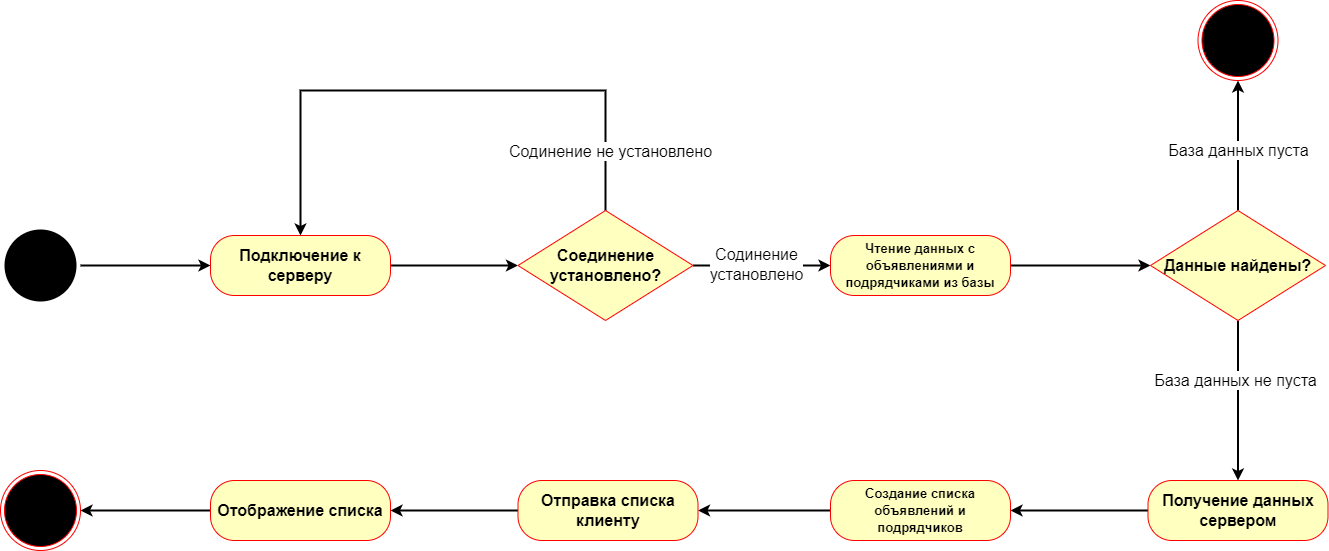 База данных пуста
Содинение не установлено
Подключение к
серверу
Соединение
установлено?
Содинение
установлено
Чтение данных с
объявлениями и
подрядчиками из базы
Данные найдены?
База данных не пуста
Получение данных
сервером
Создание списка
объявлений и
подрядчиков
Отправка списка
клиенту
Отображение списка